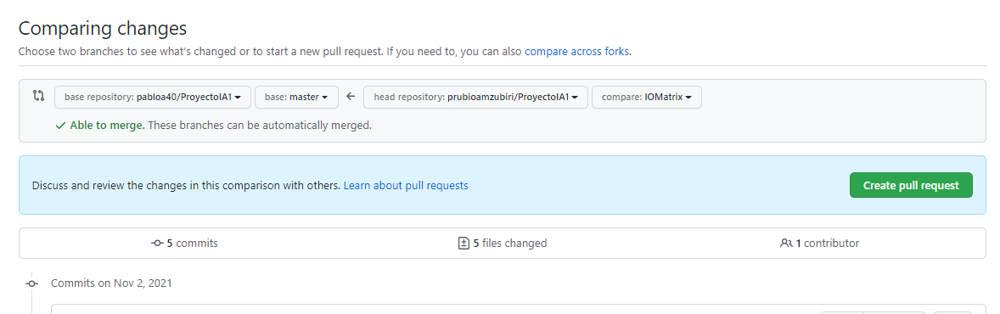 Comparing changes
Choose two branches to see what's changed or to start a new pull request. If you need to, you can also compare across forks.
base repository: pabloa40/ProyectoIA1 base: master head repository: prubioamzubiri/ProyectoIA1 compare: IOMatrix
Able to merge. These branches can be automatically merged.
Discuss and review the changes in this comparison with others. Learn about pull requests Create pull request
5 commits 5 files changed 1 contributor
Commits on Nov 2, 2021